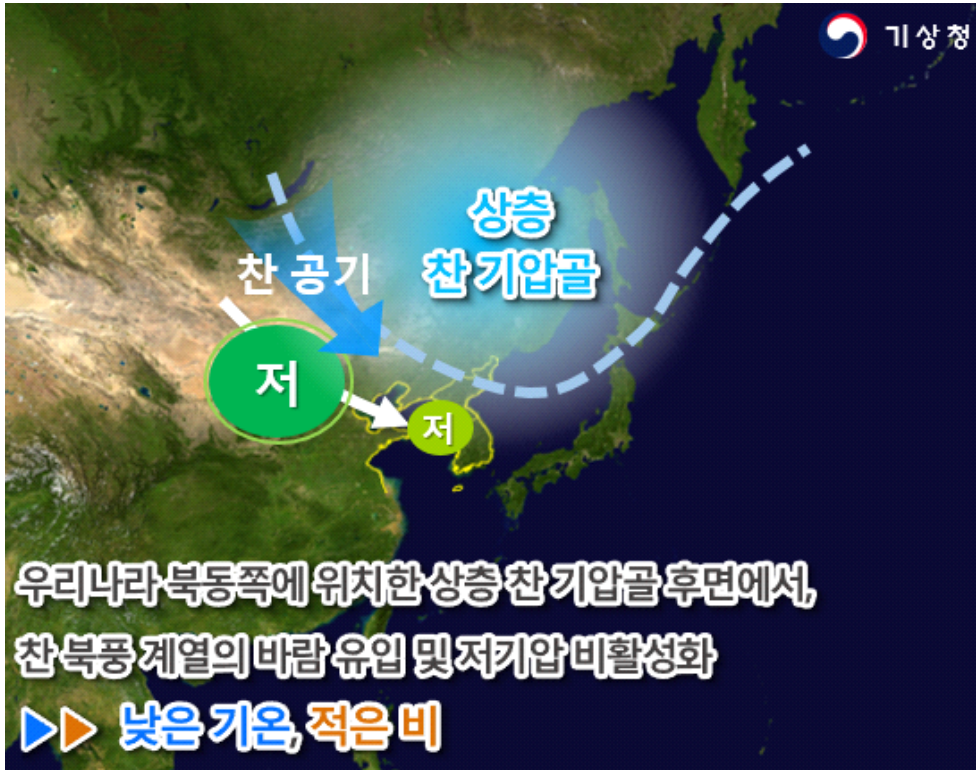 기상청
상층
찬 기압골
찬 공기
저
저
우리나라 북동쪽에 위치한 상층 찬 기압골 후면에서,
찬 북풍 계열의 바람 유입 및 저기압 비활성화
낮은 기온, 적은 비